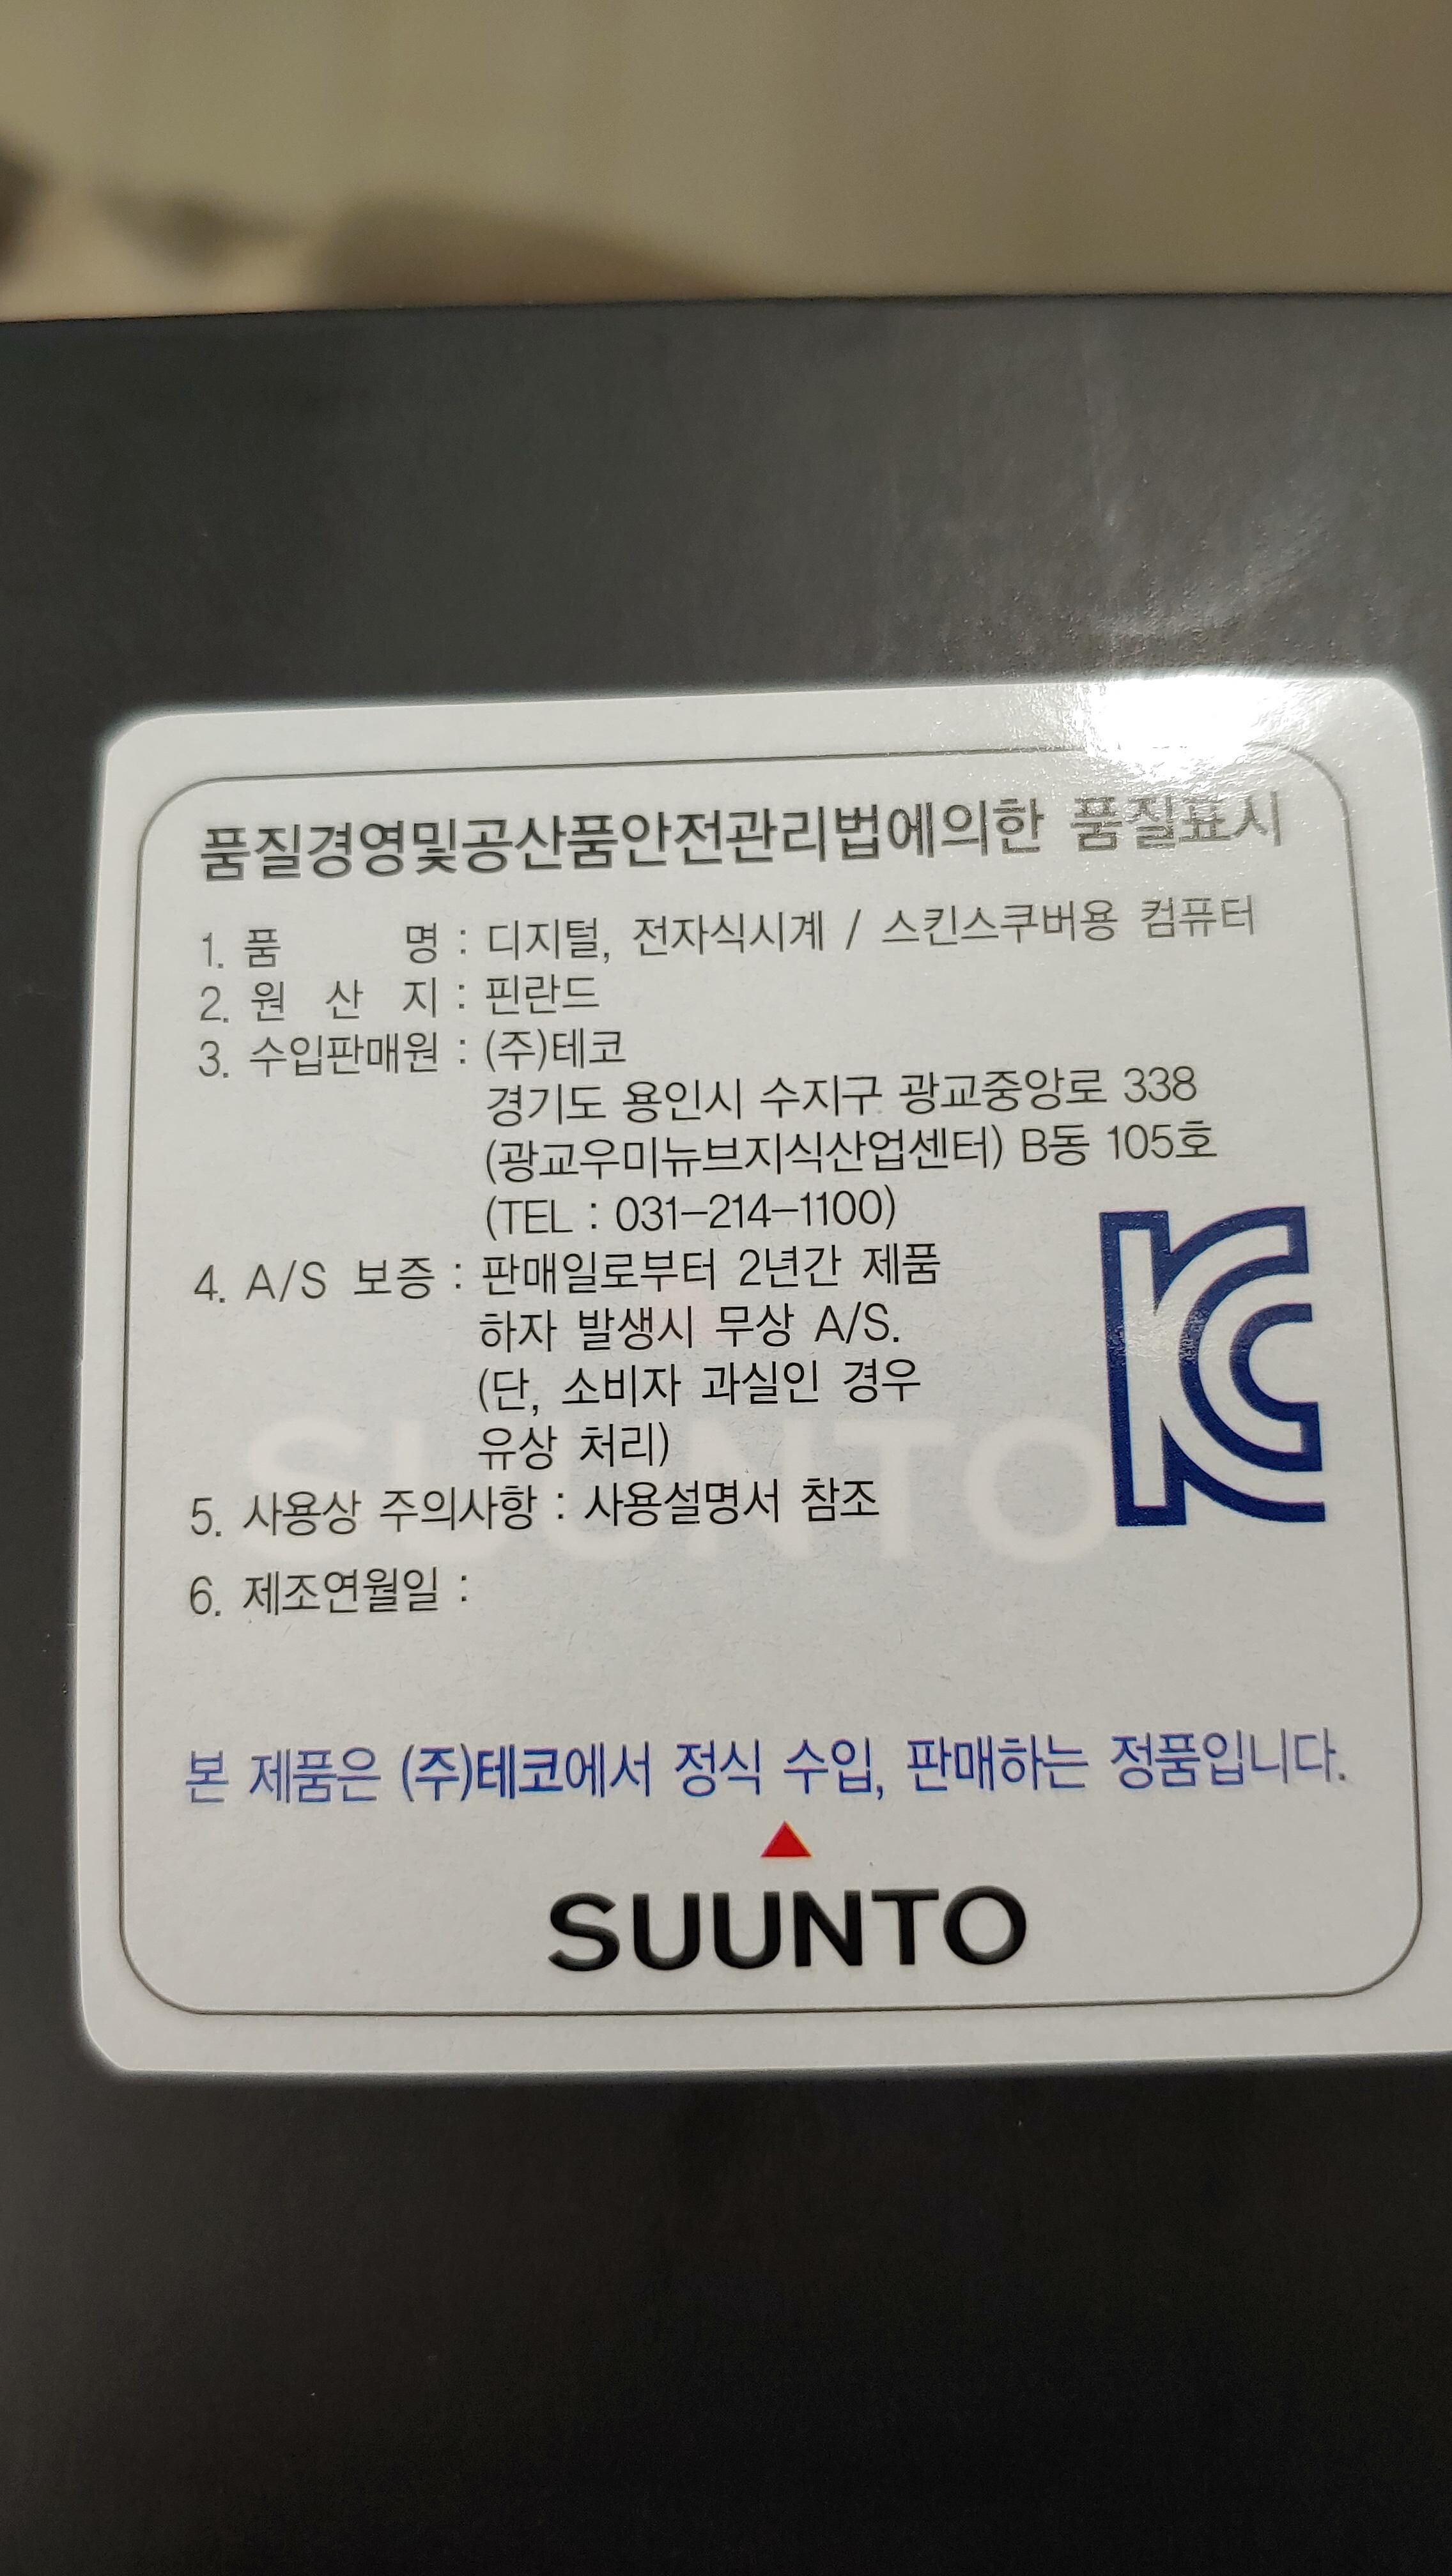 품질경영및공산품안전관리법에의한 품질표시
1. 품 명 : 디지털, 전자식시계 / 스킨스쿠버용 컴퓨터
2. 원 산 지 : 핀란드
3. 수입판매원 : (주)테코
경기도 용인시 수지구 광교중앙로 338
(광교우미뉴브지식산업센터) B동 105호
(TEL : 031-214-1100)
4. A/S 보증 : 판매일로부터 2년간 제품
하자 발생시 무상 A/S.
(단, 소비자 과실인 경우
유상 처리)
5. 사용상 주의사항 : 사용설명서 참조
6. 제조연월일 :
KC
SUUNTO
본 제품은 (주)테코에서 정식 수입, 판매하는 정품입니다.
SUUNTO